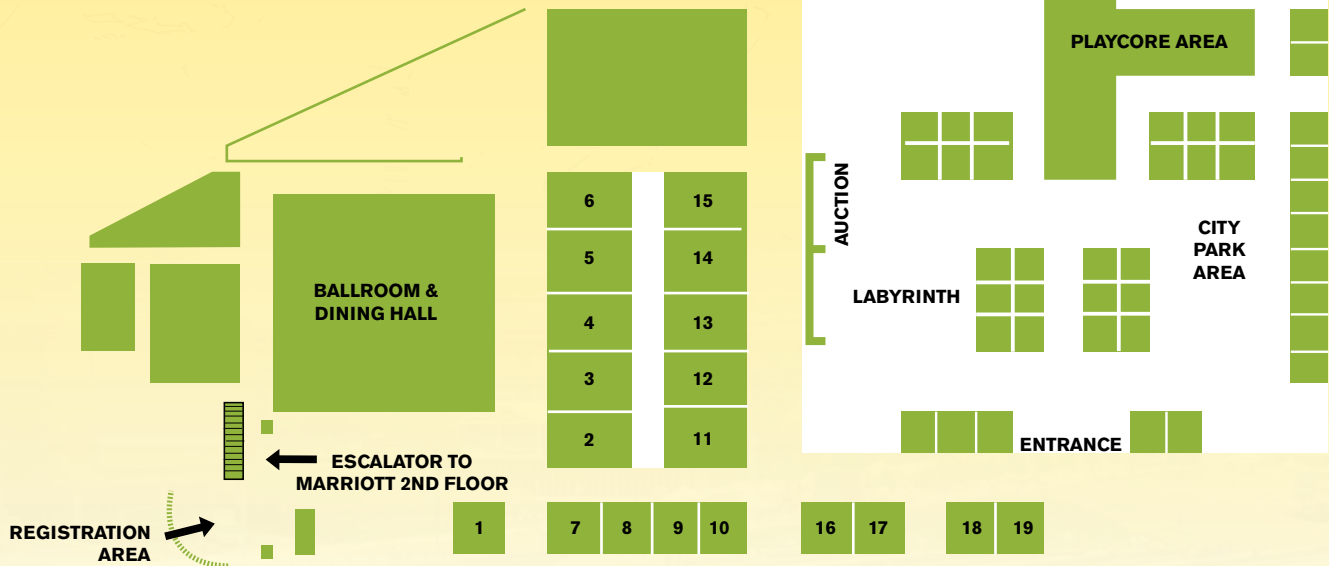 PLAYCORE AREA
AUCTION
6
15
5
14
CITY
PARK
AREA
BALLROOM &
DINING HALL
LABYRINTH
4
13
3
12
2
11
ENTRANCE
ESCALATOR TO
MARRIOTT 2ND FLOOR
REGISTRATION
AREA
1
7
8
9
10
16
17
18
19